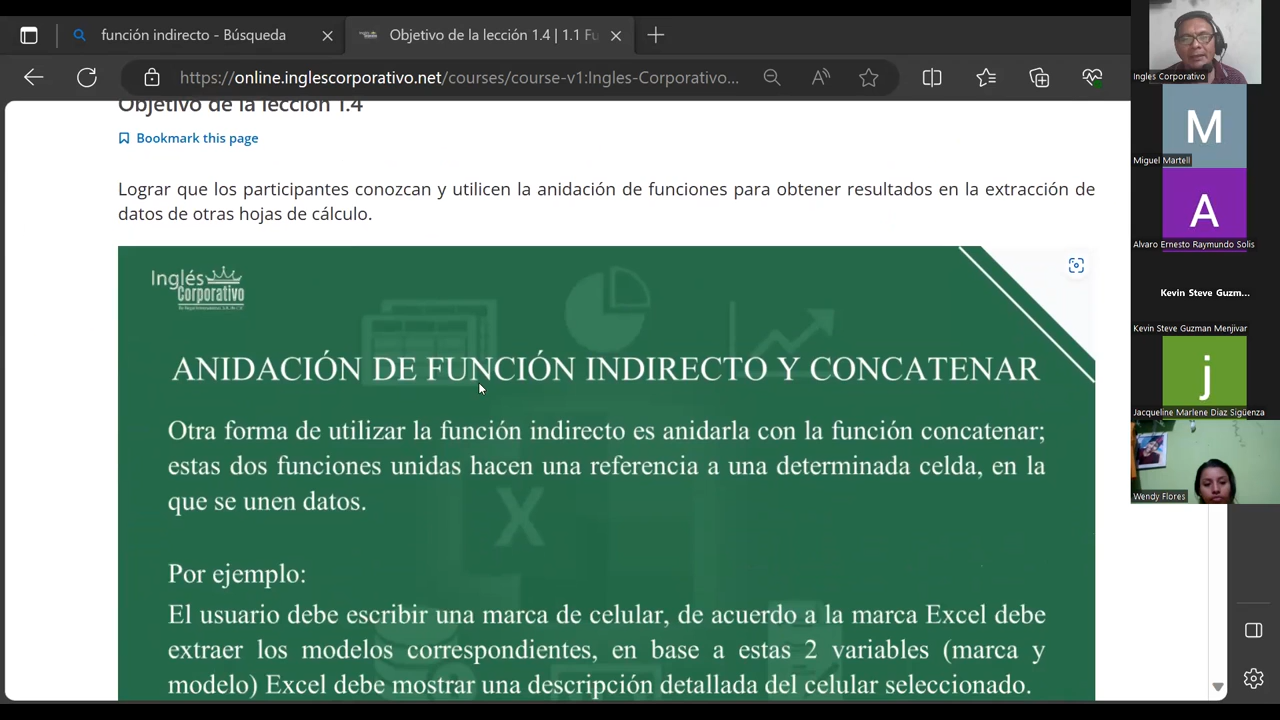 función indirecto - Búsqueda
Objetivo de la lección 1.4 | 1.1 Fu
https://online.inglescorporativo.net/courses/course-v1:Ingles-Corporativo...
Objetivo de la lección 1.4
Bookmark this page
Lograr que los participantes conozcan y utilicen la anidación de funciones para obtener resultados en la extracción de
datos de otras hojas de cálculo.
Inglés
Corporativo
ANIDACIÓN DE FUNCIÓN INDIRECTO Y CONCATENAR
Otra forma de utilizar la función indirecto es anidarla con la función concatenar;
estas dos funciones unidas hacen una referencia a una determinada celda, en la
que se unen datos.
Por ejemplo:
El usuario debe escribir una marca de celular, de acuerdo a la marca Excel debe
extraer los modelos correspondientes, en base a estas 2 variables (marca y
modelo) Excel debe mostrar una descripción detallada del celular seleccionado.
Ingles Corporativo
M
Miguel Martell
A
Alvaro Ernesto Raymundo Solis
Kevin Steve Guzm...
Kevin Steve Guzman Menjivar
j
Jacqueline Marlene Diaz Sigüenza
Wendy Flores